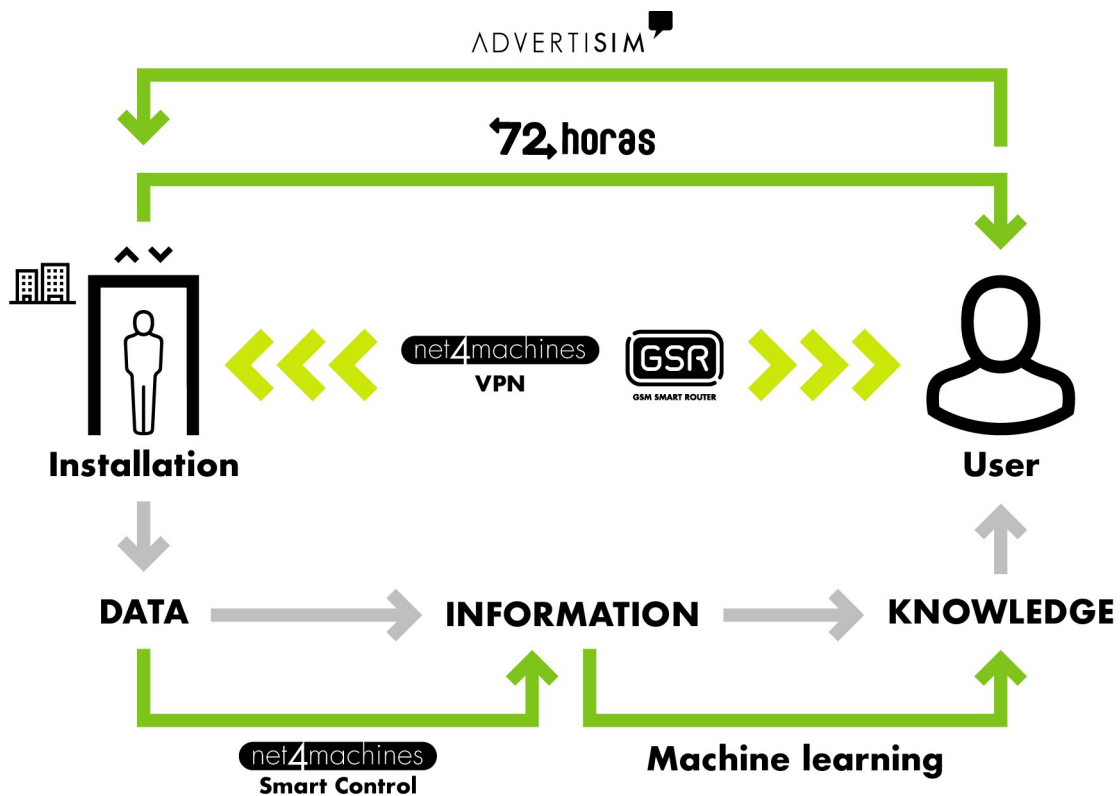 ADVERTISIM
72 horas
net4machines
VPN
GSR
GSM SMART ROUTER
Installation
User
DATA
INFORMATION
KNOWLEDGE
net4machines
Smart Control
Machine learning